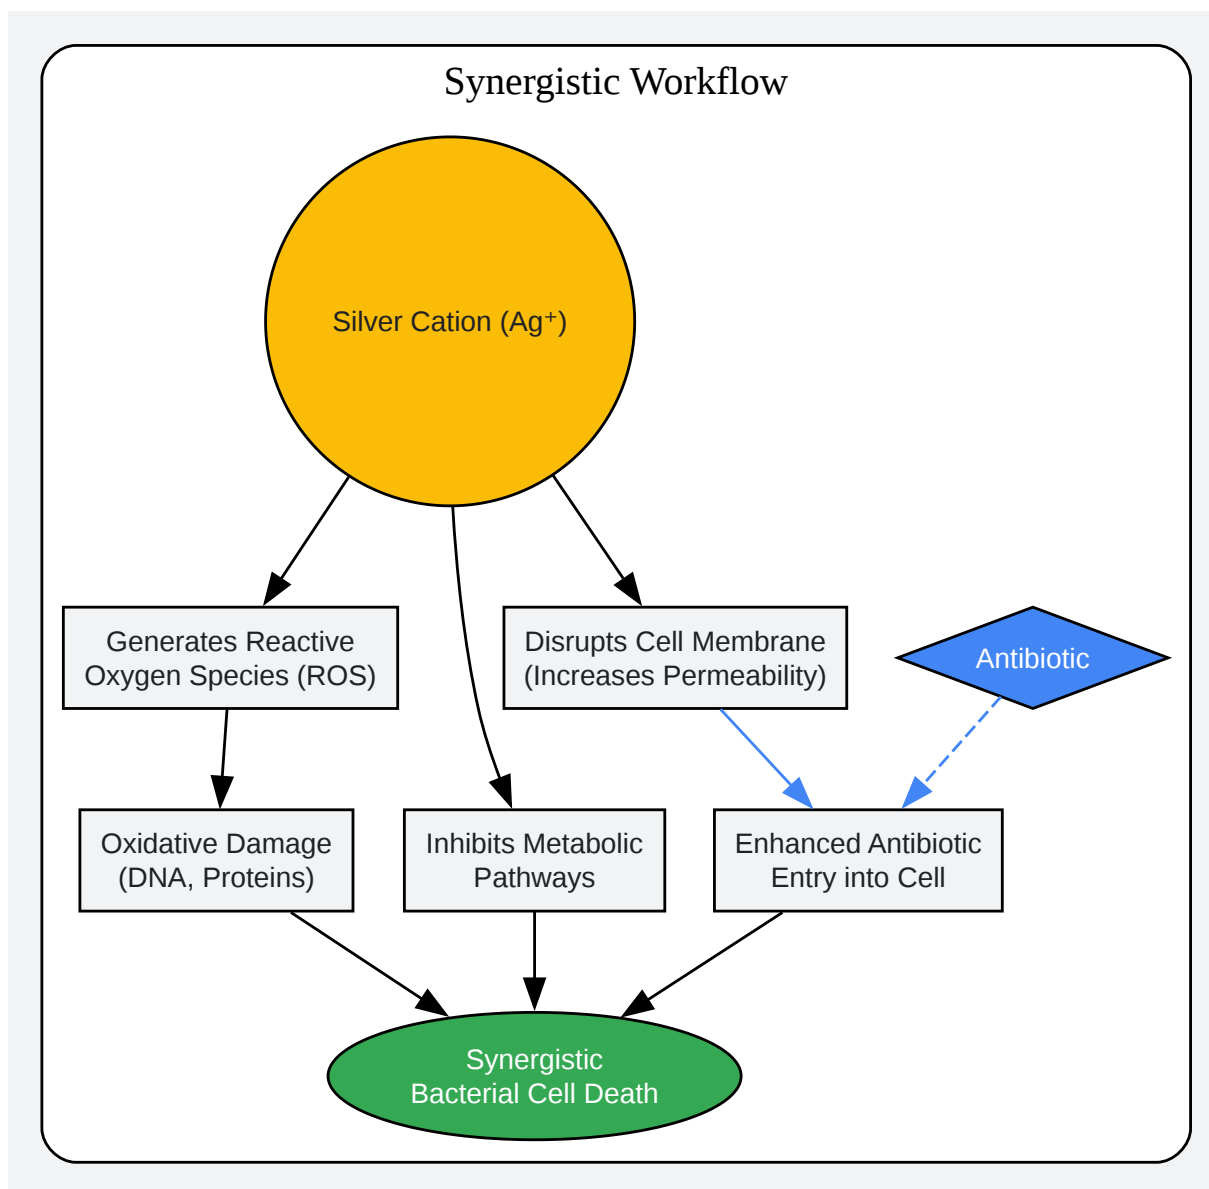 Synergistic Workflow
Silver Cation (Ag⁺)
Generates Reactive
Oxygen Species (ROS)
Disrupts Cell Membrane
(Increases Permeability)
Antibiotic
Oxidative Damage
(DNA, Proteins)
Inhibits Metabolic
Pathways
Enhanced Antibiotic
Entry into Cell
Synergistic
Bacterial Cell Death